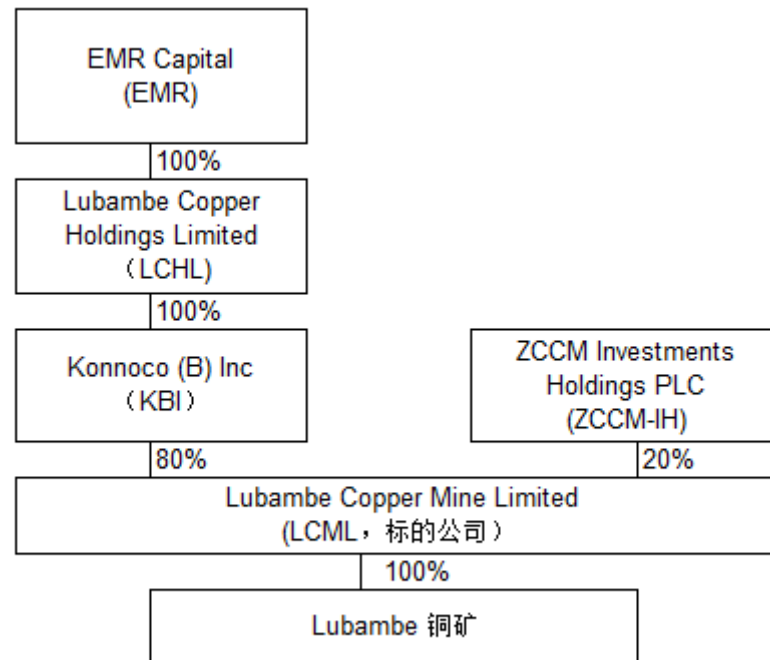 EMR Capital
(EMR)
100%
Lubambe Copper
Holdings Limited
（LCHL)
100%
Konnoco (B) Inc
（KBI）
ZCCM Investments
Holdings PLC
(ZCCM-IH)
80%
20%
Lubambe Copper Mine Limited
(LCML，标的公司）
100%
Lubambe 铜矿